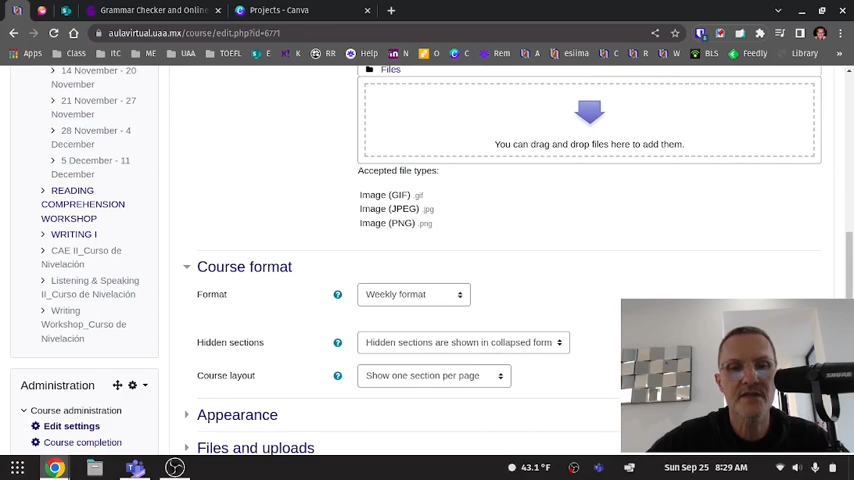 Grammar Checker and Online
Projects - Canva
aulavirtual.uaa.mx/course/edit.php?id=6771
Apps Class itC ME UAA TOEFL E K RR Help N O C Rem A esiima C R BLS Feedly Library
14 November - 20
November
21 November - 27
November
28 November - 4
December
5 December - 11
December
READING
COMPREHENSION
WORKSHOP
WRITING I
CAE II_Curso de
Nivelación
Listening & Speaking
II_Curso de Nivelación
Writing
Workshop_Curso de
Nivelación
Administration
Course administration
Edit settings
Course completion
Files
You can drag and drop files here to add them.
Accepted file types:
Image (GIF) .gif
Image (JPEG) .jpg
Image (PNG) .png
Course format
Format
Weekly format
Hidden sections
Hidden sections are shown in collapsed form
Course layout
Show one section per page
Appearance
Files and uploads
SHURE
43.1 °F
Sun Sep 25 8:29 AM